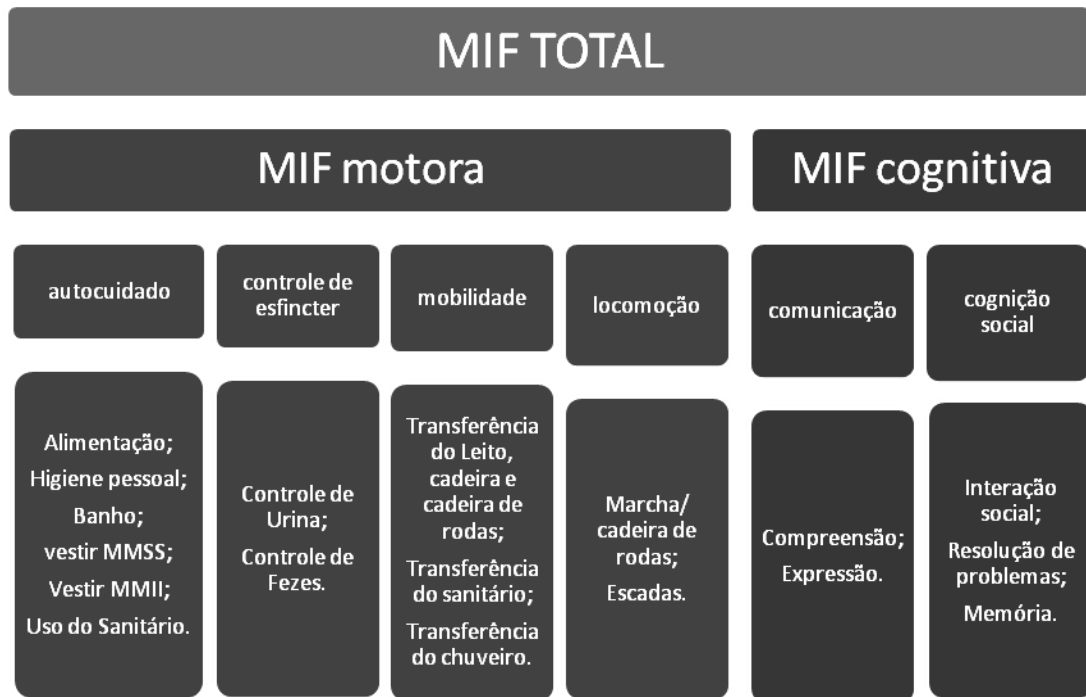 MIF TOTAL
MIF motora
MIF cognitiva
autocuidado
controle de
esfincter
mobilidade
locomoção
comunicação
cognição
social
Alimentação;
Higiene pessoal;
Banho;
vestir MMSS;
Vestir MMII;
Uso do Sanitário.
Controle de
Urina;
Controle de
Fezes.
Transferência
do Leito,
cadeira e
cadeira de
rodas;
Transferência
do sanitário;
Transferência
do chuveiro.
Marcha/
cadeira de
rodas;
Escadas.
Compreensão;
Expressão.
Interação
social;
Resolução de
problemas;
Memória.